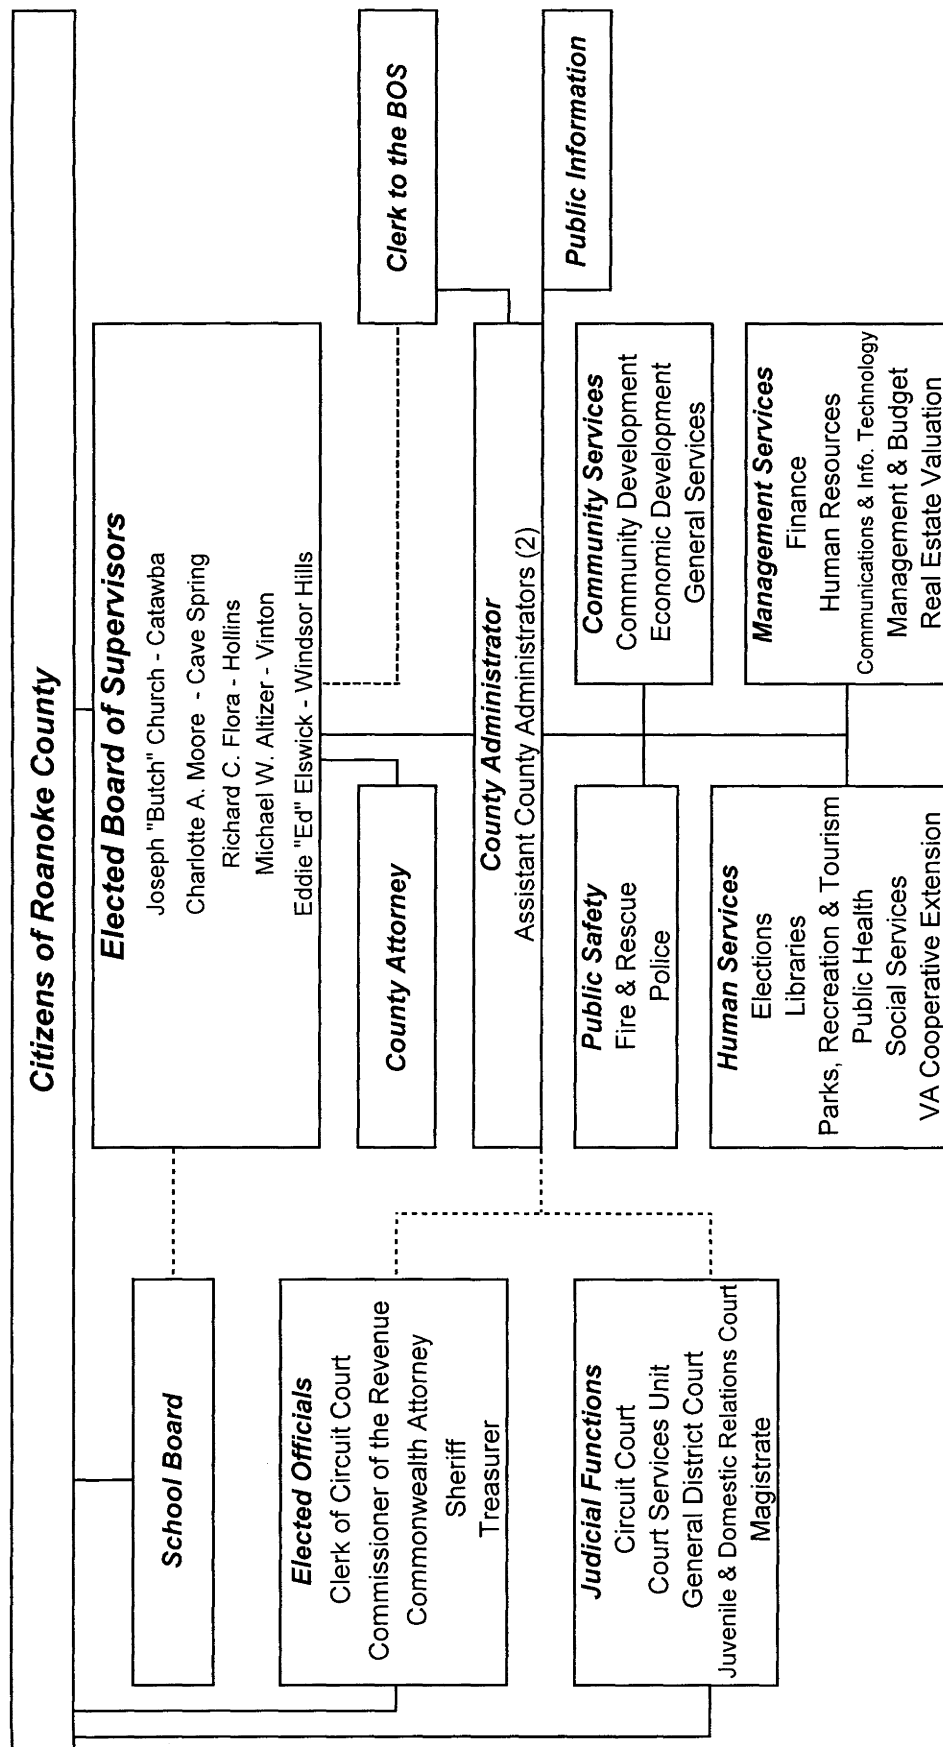 Citizens of Roanoke County
Elected Board of Supervisors
Joseph "Butch" Church - Catawba
Charlotte A. Moore - Cave Spring
Richard C. Flora - Hollins
Michael W. Altizer - Vinton
Eddie "Ed" Elswick - Windsor Hills
School Board
County Attorney
Clerk to the BOS
Elected Officials
Clerk of Circuit Court
Commissioner of the Revenue
Commonwealth Attorney
Sheriff
Treasurer
County Administrator
Assistant County Administrators (2)
Public Information
Judicial Functions
Circuit Court
Court Services Unit
General District Court
Juvenile & Domestic Relations Court
Magistrate
Public Safety
Fire & Rescue
Police
Community Services
Community Development
Economic Development
General Services
Human Services
Elections
Libraries
Parks, Recreation & Tourism
Public Health
Social Services
VA Cooperative Extension
Management Services
Finance
Human Resources
Communications & Info. Technology
Management & Budget
Real Estate Valuation